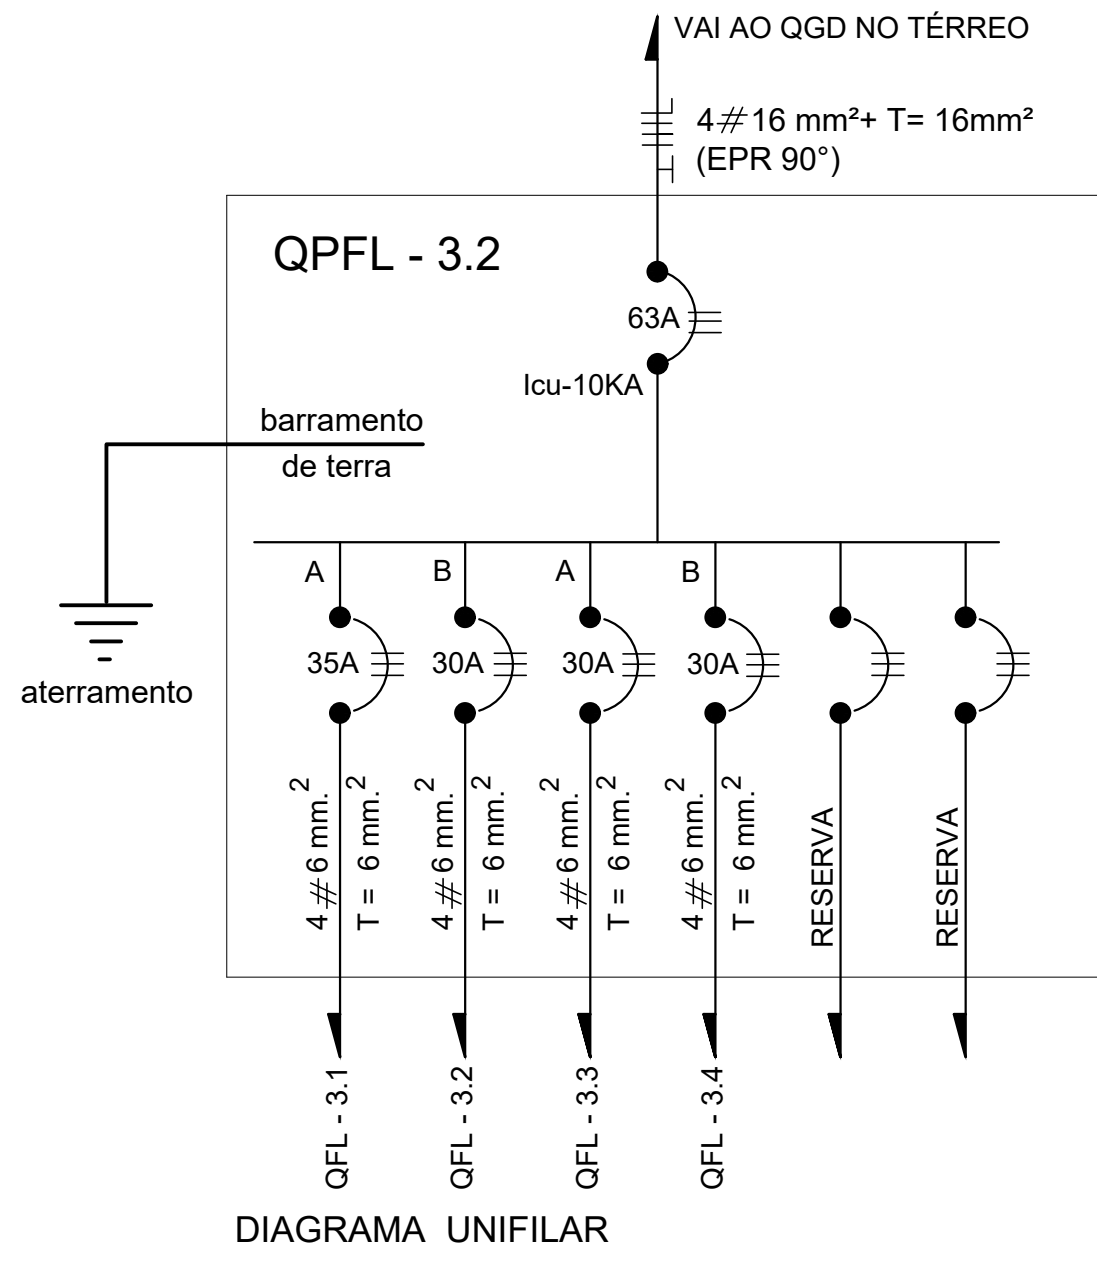 VAI AO QGD NO TÉRREO
4#16 mm²+ T= 16mm²
(EPR 90°)
QPFL - 3.2
63A
Icu-10KA
barramento
de terra
aterramento
A
B
A
B
35A
30A
30A
30A
4#6 mm.²
T = 6 mm.²
4#6 mm.²
T = 6 mm.²
4#6 mm.²
T = 6 mm.²
4#6 mm.²
T = 6 mm.²
RESERVA
RESERVA
QFL - 3.1
QFL - 3.2
QFL - 3.3
QFL - 3.4
DIAGRAMA UNIFILAR